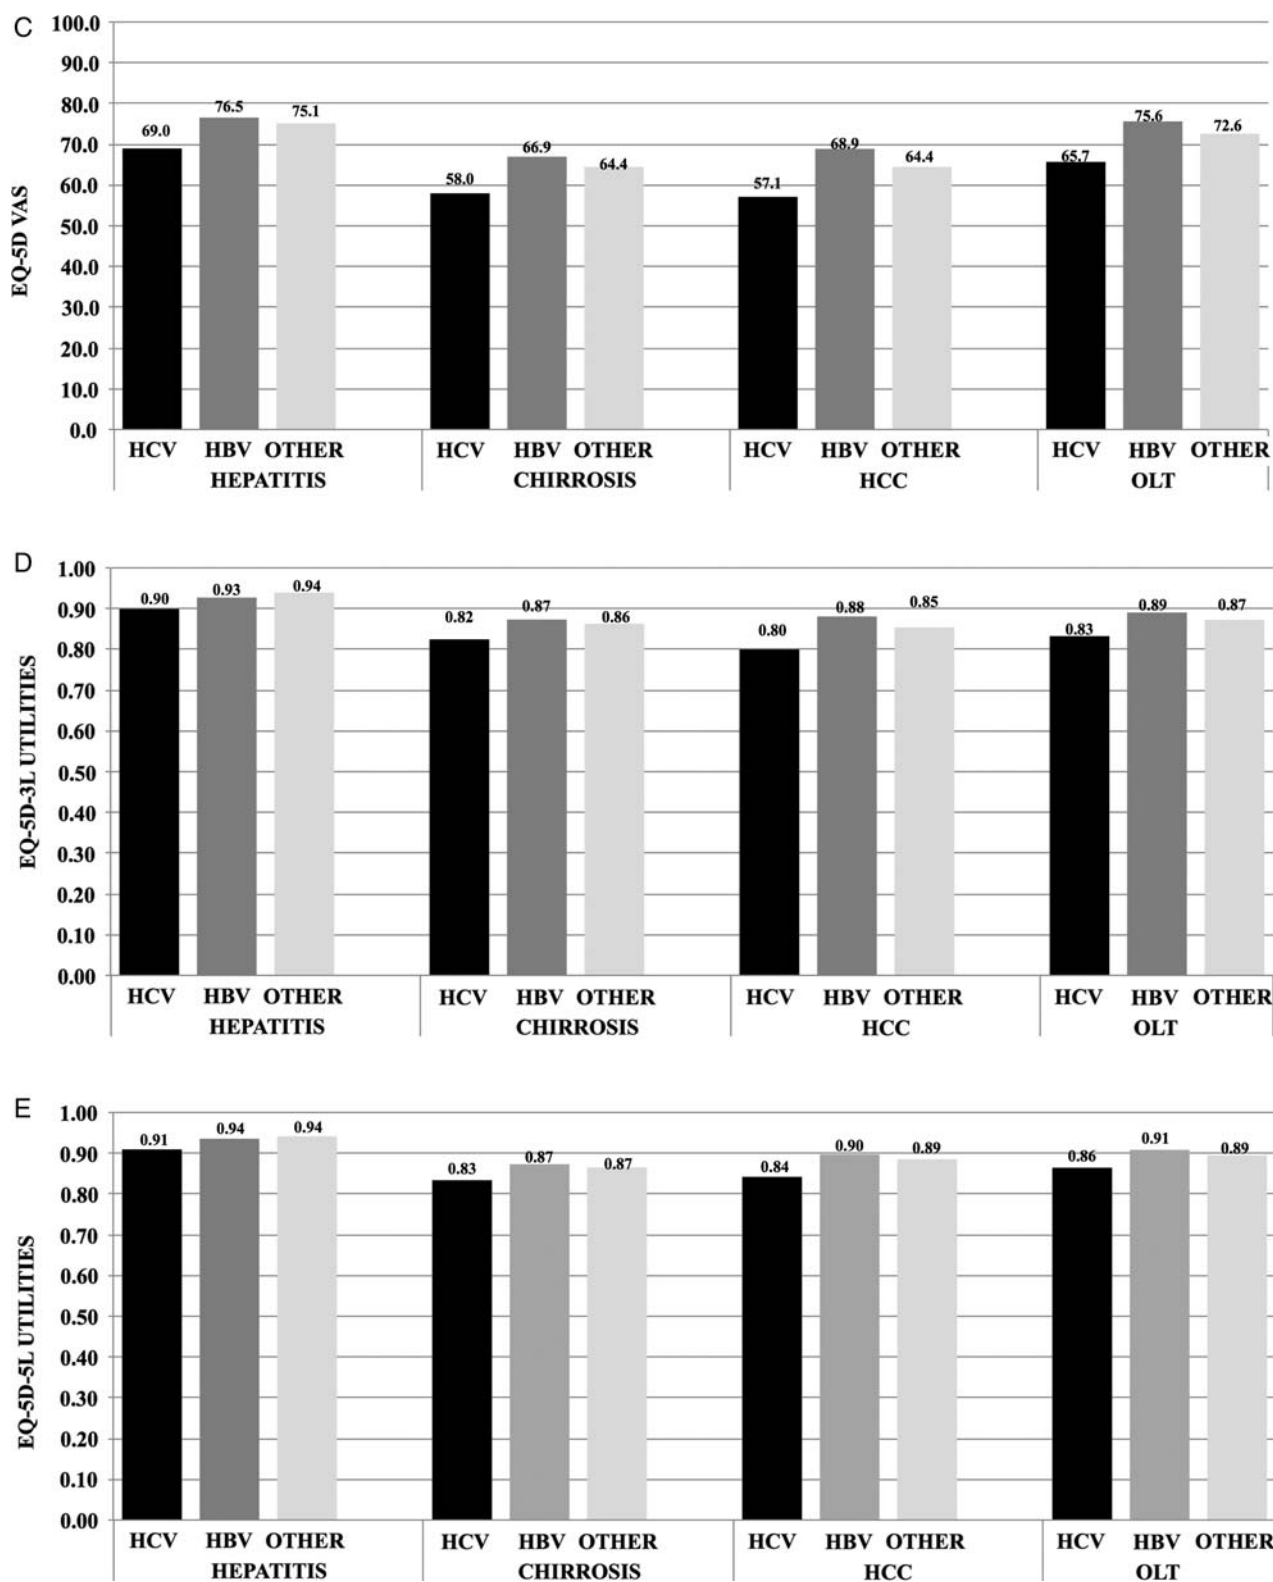 C
EQ-5D VAS
100.0
90.0
80.0
70.0
60.0
50.0
40.0
30.0
20.0
10.0
0.0
69.0 76.5 75.1 58.0 66.9 64.4 57.1 68.9 64.4 65.7 75.6 72.6
HCV HBV OTHER HCV HBV OTHER HCV HBV OTHER HCV HBV OTHER
HEPATITIS CHIRROSIS HCC OLT
D
EQ-5D-3L UTILITIES
1.00
0.90
0.80
0.70
0.60
0.50
0.40
0.30
0.20
0.10
0.00
0.90 0.93 0.94 0.82 0.87 0.86 0.80 0.88 0.85 0.83 0.89 0.87
HCV HBV OTHER HCV HBV OTHER HCV HBV OTHER HCV HBV OTHER
HEPATITIS CHIRROSIS HCC OLT
E
EQ-5D-5L UTILITIES
1.00
0.90
0.80
0.70
0.60
0.50
0.40
0.30
0.20
0.10
0.00
0.91 0.94 0.94 0.83 0.87 0.87 0.84 0.90 0.89 0.86 0.91 0.89
HCV HBV OTHER HCV HBV OTHER HCV HBV OTHER HCV HBV OTHER
HEPATITIS CHIRROSIS HCC OLT